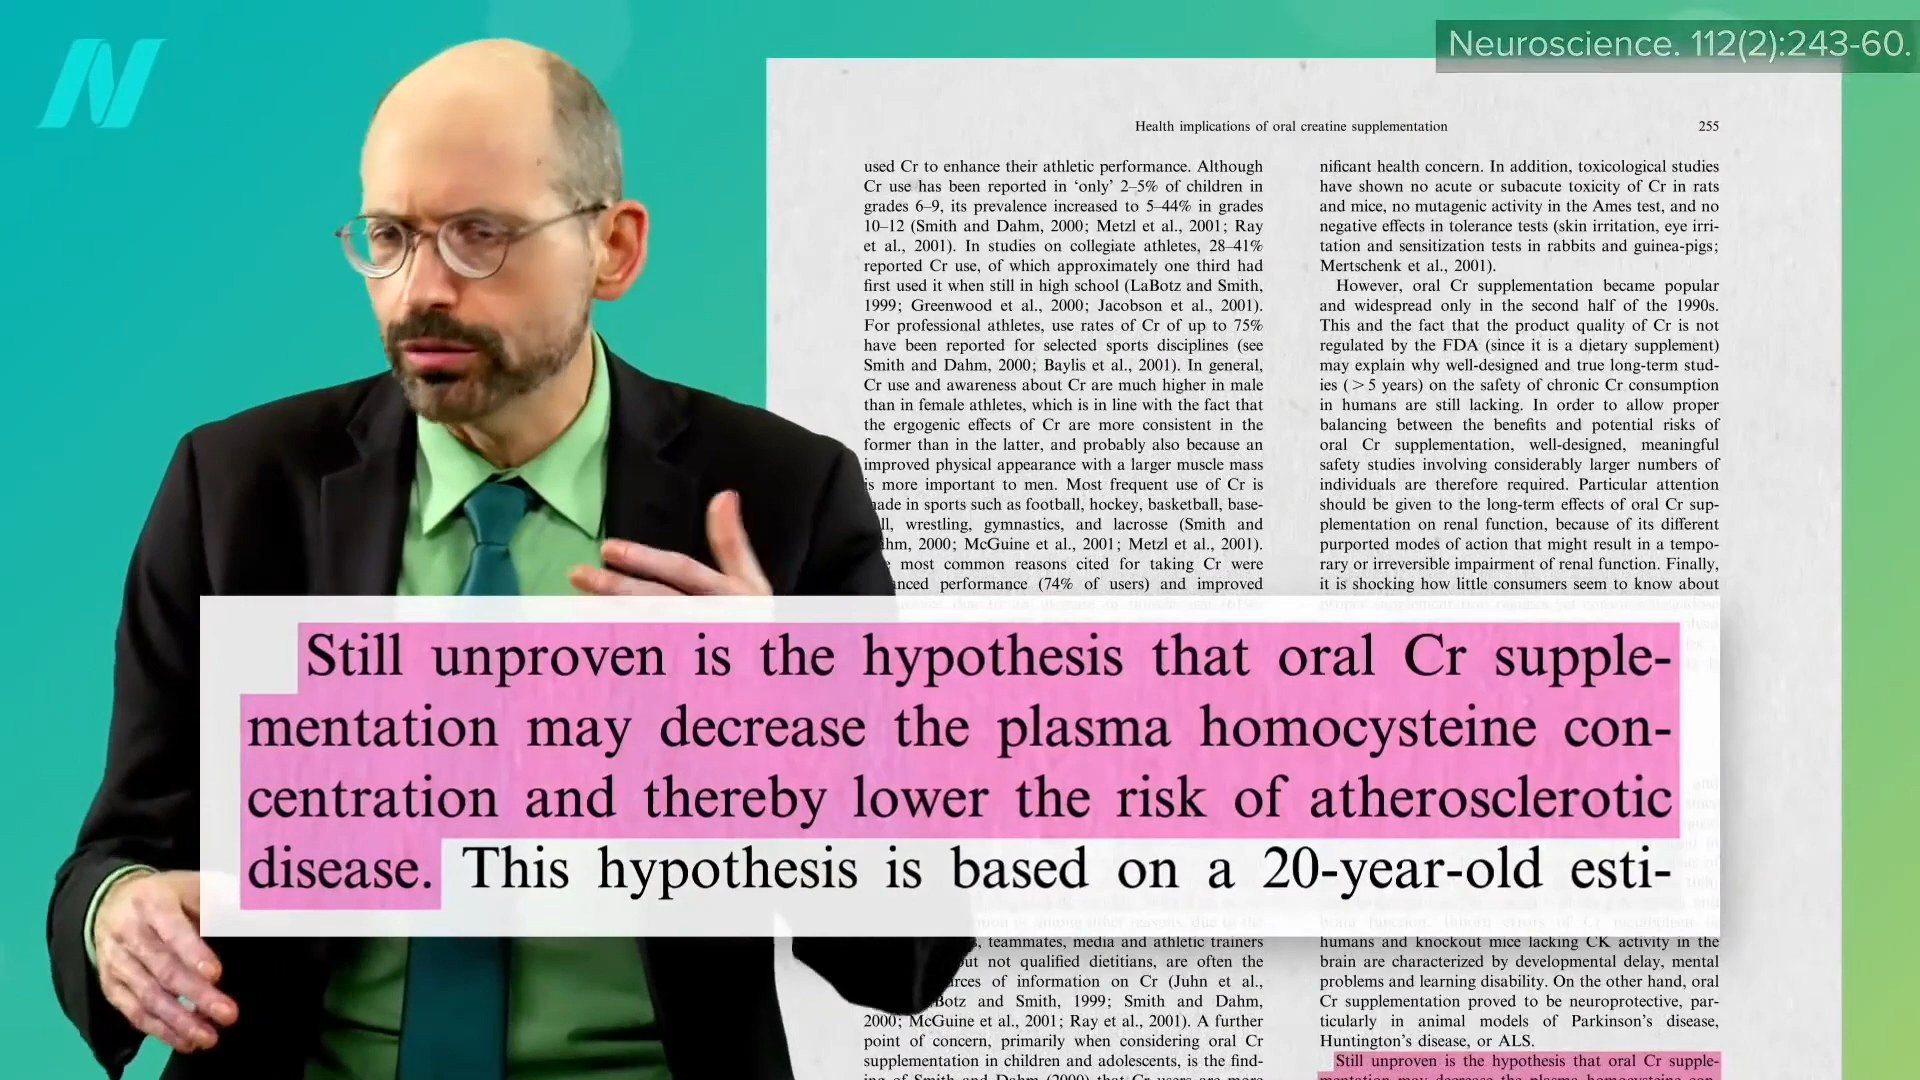 Neuroscience. 112(2):243-60.
Health implications of oral creatine supplementation
255
used Cr to enhance their athletic performance. Although
Cr use has been reported in ‘only’ 2–5% of children in
grades 6–9, its prevalence increased to 5–44% in grades
10–12 (Smith and Dahm, 2000; Metzl et al., 2001; Ray
et al., 2001). In studies on collegiate athletes, 28–41%
reported Cr use, of which approximately one third had
first used it when still in high school (LaBotz and Smith,
1999; Greenwood et al., 2000; Jacobson et al., 2001).
For professional athletes, use rates of Cr of up to 75%
have been reported for selected sports disciplines (see
Smith and Dahm, 2000; Baylis et al., 2001). In general,
Cr use and awareness about Cr are much higher in male
than in female athletes, which is in line with the fact that
the ergogenic effects of Cr are more consistent in the
former than in the latter, and probably also because an
improved physical appearance with a larger muscle mass
is more important to men. Most frequent use of Cr is
in sports such as football, hockey, basketball, base-
wrestling, gymnastics, and lacrosse (Smith and
2000; McGuine et al., 2001; Metzl et al., 2001).
most common reasons cited for taking Cr were
performance (74% of users) and improved
nificant health concern. In addition, toxicological studies
have shown no acute or subacute toxicity of Cr in rats
and mice, no mutagenic activity in the Ames test, and no
negative effects in tolerance tests (skin irritation, eye irri-
tation and sensitization tests in rabbits and guinea-pigs;
Mertschenk et al., 2001).
However, oral Cr supplementation became popular
and widespread only in the second half of the 1990s.
This and the fact that the product quality of Cr is not
regulated by the FDA (since it is a dietary supplement)
may explain why well-designed and true long-term stud-
ies (>5 years) on the safety of chronic Cr consumption
in humans are still lacking. In order to allow proper
balancing between the benefits and potential risks of
oral Cr supplementation, well-designed, meaningful
safety studies involving considerably larger numbers of
individuals are therefore required. Particular attention
should be given to the long-term effects of oral Cr sup-
plementation on renal function, because of its different
purported modes of action that might result in a tempo-
rary or irreversible impairment of renal function. Finally,
it is shocking how little consumers seem to know about
Still unproven is the hypothesis that oral Cr supple-
mentation may decrease the plasma homocysteine con-
centration and thereby lower the risk of atherosclerotic
disease. This hypothesis is based on a 20-year-old esti-
teammates, media and athletic trainers
but not qualified dietitians, are often the
of information on Cr (Juhn et al.,
and Smith, 1999; Smith and Dahm,
2000; McGuine et al., 2001; Ray et al., 2001). A further
point of concern, primarily when considering oral Cr
supplementation in children and adolescents, is the find-
ing of Smith and Dahm (2000) that Cr users are more
humans and knockout mice lacking CK activity in the
brain are characterized by developmental delay, mental
problems and learning disability. On the other hand, oral
Cr supplementation proved to be neuroprotective, par-
ticularly in animal models of Parkinson’s disease,
Huntington’s disease, or ALS.
Still unproven is the hypothesis that oral Cr supple-
mentation may decrease the plasma homocysteine con-